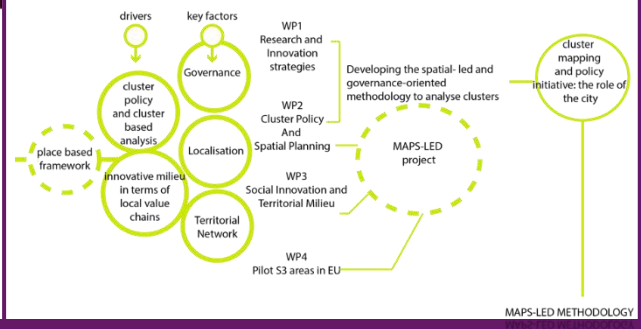 drivers
key factors
place based
framework
cluster
policy
and cluster
based
analysis
innovative milieu
in terms of
local value
chains
Governance
Localisation
Territorial
Network
WP1
Research and
Innovation
strategies
WP2
Cluster Policy
And
Spatial Planning
WP3
Social Innovation and
Territorial Milieu
WP4
Pilot S3 areas in EU
Developing the spatial- led and
governance-oriented
methodology to analyse clusters
MAPS-LED
project
cluster
mapping
and policy
initiative: the role of
the city
MAPS-LED METHODOLOGY